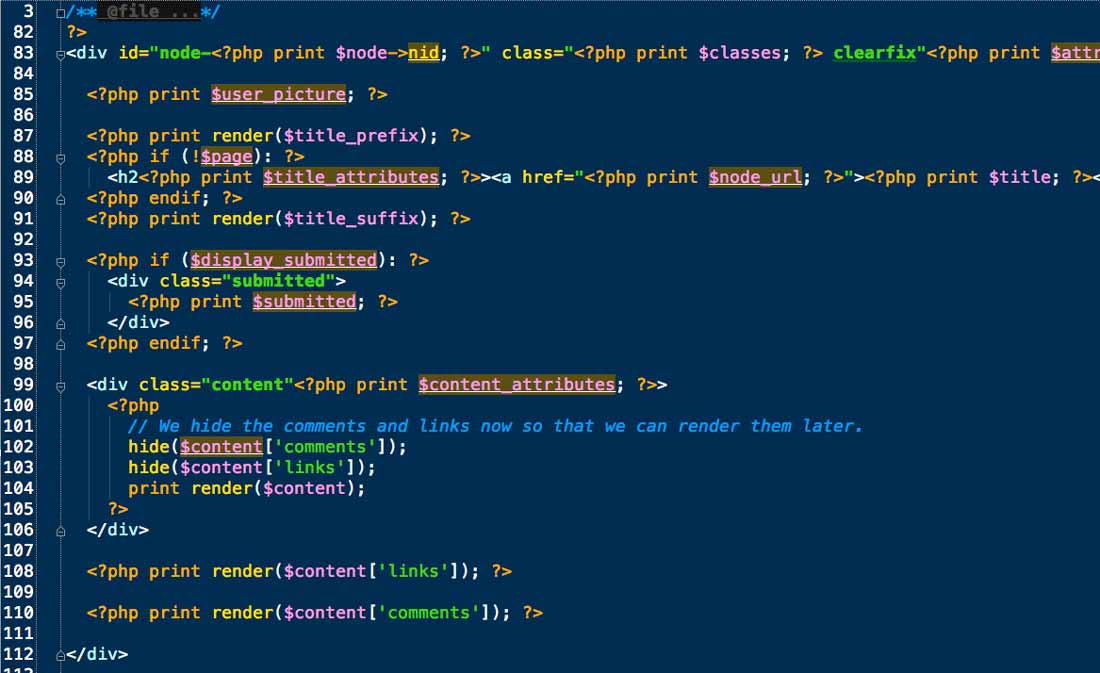 3 /** @file ...*/
82 ?>
83 <div id="node-<?php print $node->nid; ?>" class="<?php print $classes; ?> clearfix"<?php print $attr
84
85 <?php print $user_picture; ?>
86
87 <?php print render($title_prefix); ?>
88 <?php if (!$page): ?>
89 <h2<?php print $title_attributes; ?>><a href="<?php print $node_url; ?>"><?php print $title; ?><
90 <?php endif; ?>
91 <?php print render($title_suffix); ?>
92
93 <?php if ($display_submitted): ?>
94 <div class="submitted">
95 <?php print $submitted; ?>
96 </div>
97 <?php endif; ?>
98
99 <div class="content"<?php print $content_attributes; ?>>
100 <?php
101 // We hide the comments and links now so that we can render them later.
102 hide($content['comments']);
103 hide($content['links']);
104 print render($content);
105 ?>
106 </div>
107
108 <?php print render($content['links']); ?>
109
110 <?php print render($content['comments']); ?>
111
112 </div>